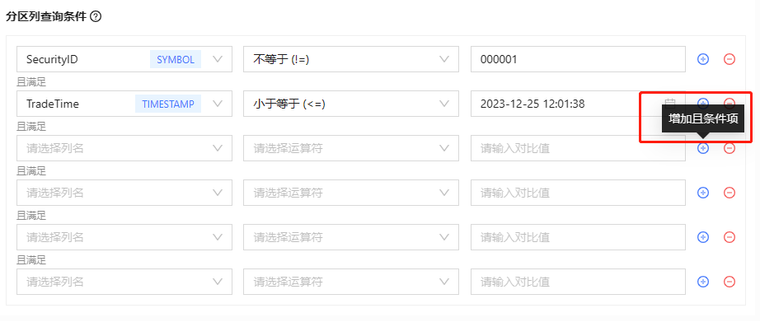 分区列查询条件 ?
SecurityID SYMBOL 不等于 (!=) 000001
且满足
TradeTime TIMESTAMP 小于等于 (<=) 2023-12-25 12:01:38
且满足 增加且条件项
请选择列名 请选择运算符 请输入对比值
且满足
请选择列名 请选择运算符 请输入对比值
且满足
请选择列名 请选择运算符 请输入对比值
且满足
请选择列名 请选择运算符 请输入对比值